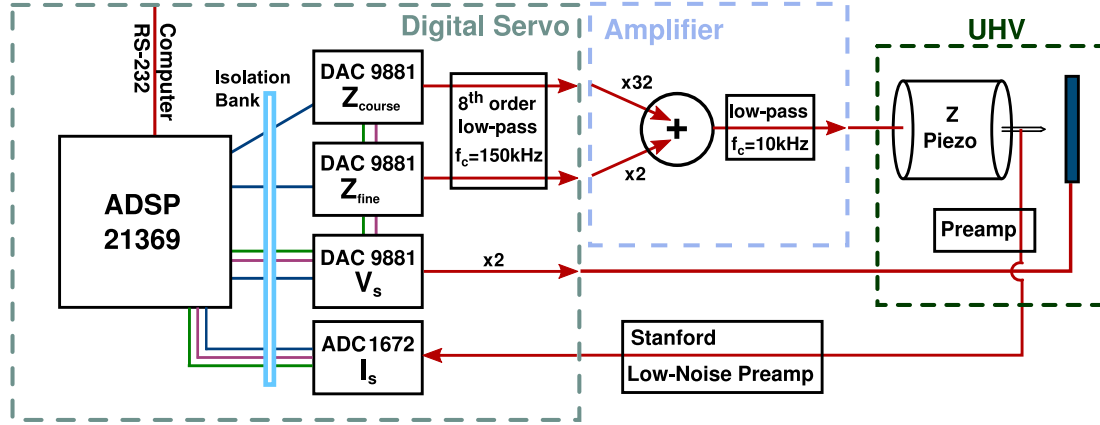 Digital Servo
Amplifier
UHV
Computer
RS-232
Isolation
Bank
DAC 9881
Zcourse
8th order
low-pass
fc=150kHz
x32
+
x2
low-pass
fc=10kHz
Z
Piezo
DAC 9881
Zfine
ADSP
21369
DAC 9881
Vs
x2
Preamp
ADC 1672
Is
Stanford
Low-Noise Preamp